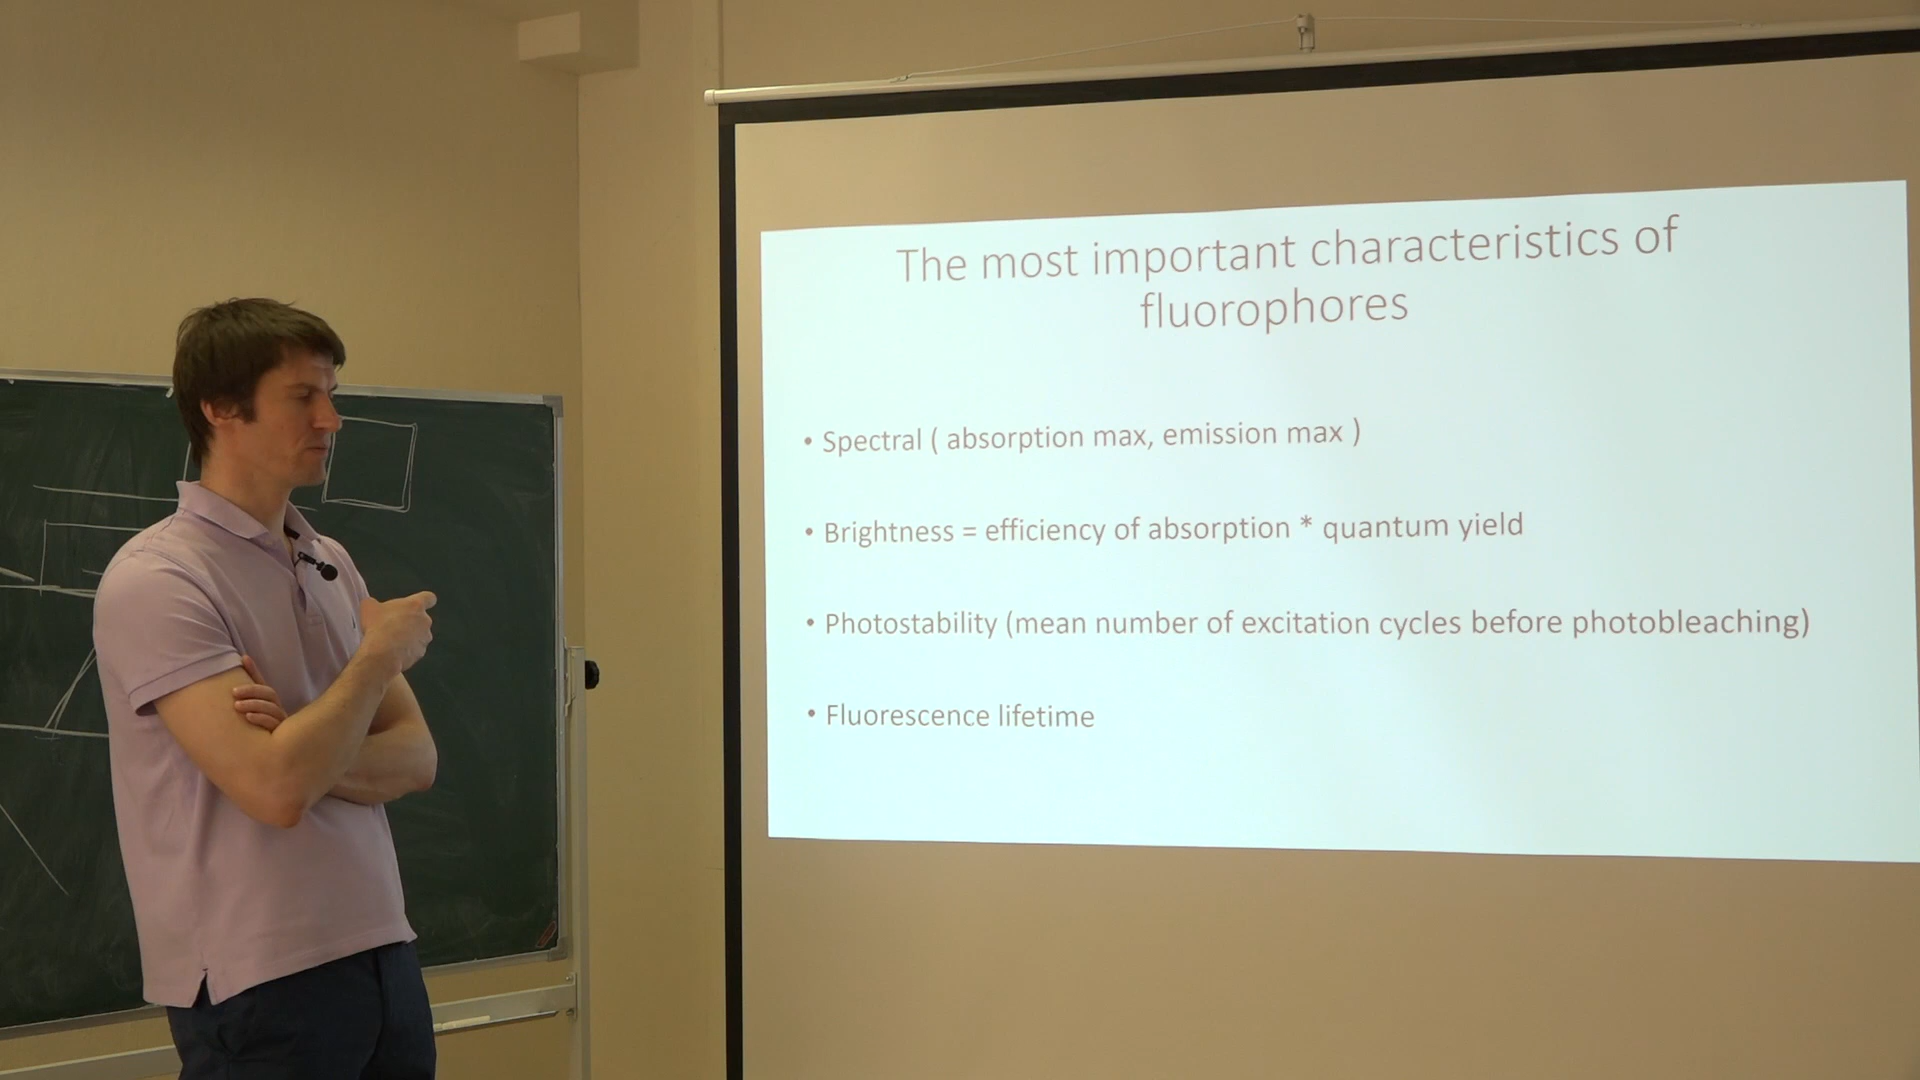 The most important characteristics of
fluorophores
• Spectral ( absorption max, emission max )
• Brightness = efficiency of absorption * quantum yield
• Photostability (mean number of excitation cycles before photobleaching)
• Fluorescence lifetime